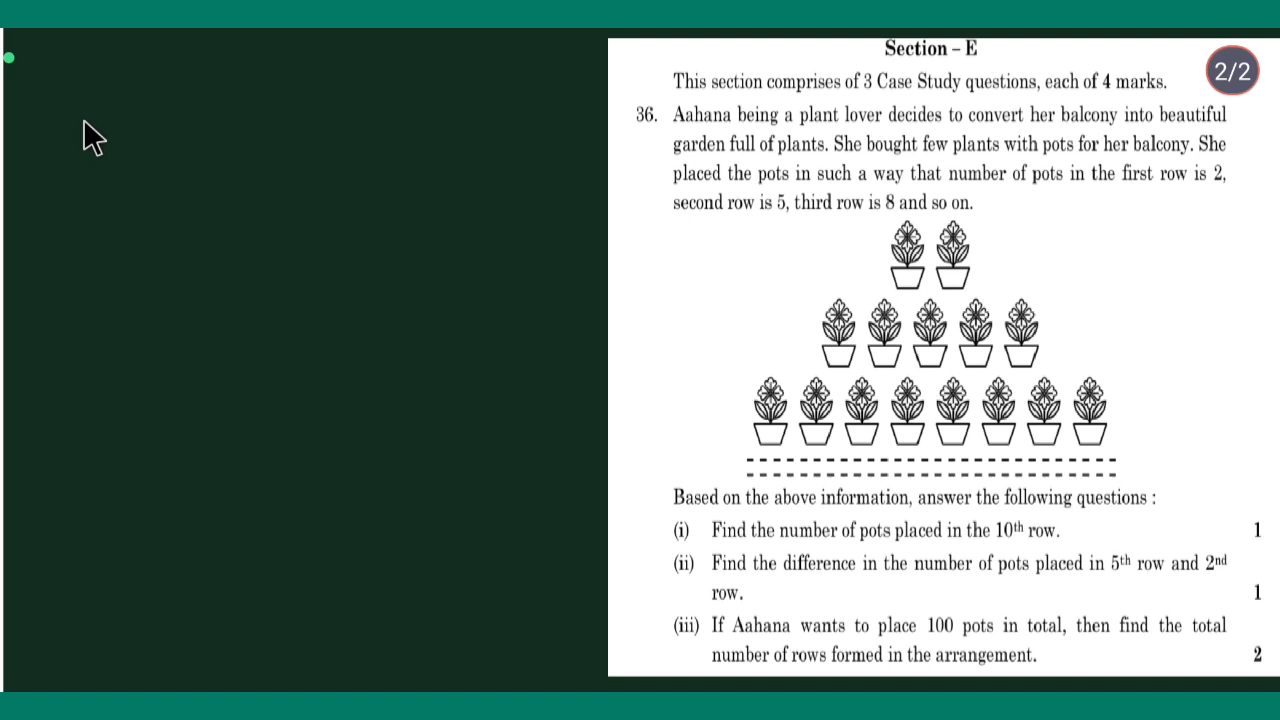 Section – E
2/2
This section comprises of 3 Case Study questions, each of 4 marks.
36. Aahana being a plant lover decides to convert her balcony into beautiful
garden full of plants. She bought few plants with pots for her balcony. She
placed the pots in such a way that number of pots in the first row is 2,
second row is 5, third row is 8 and so on.
Based on the above information, answer the following questions :
(i) Find the number of pots placed in the 10th row. 1
(ii) Find the difference in the number of pots placed in 5th row and 2nd
row. 1
(iii) If Aahana wants to place 100 pots in total, then find the total
number of rows formed in the arrangement. 2